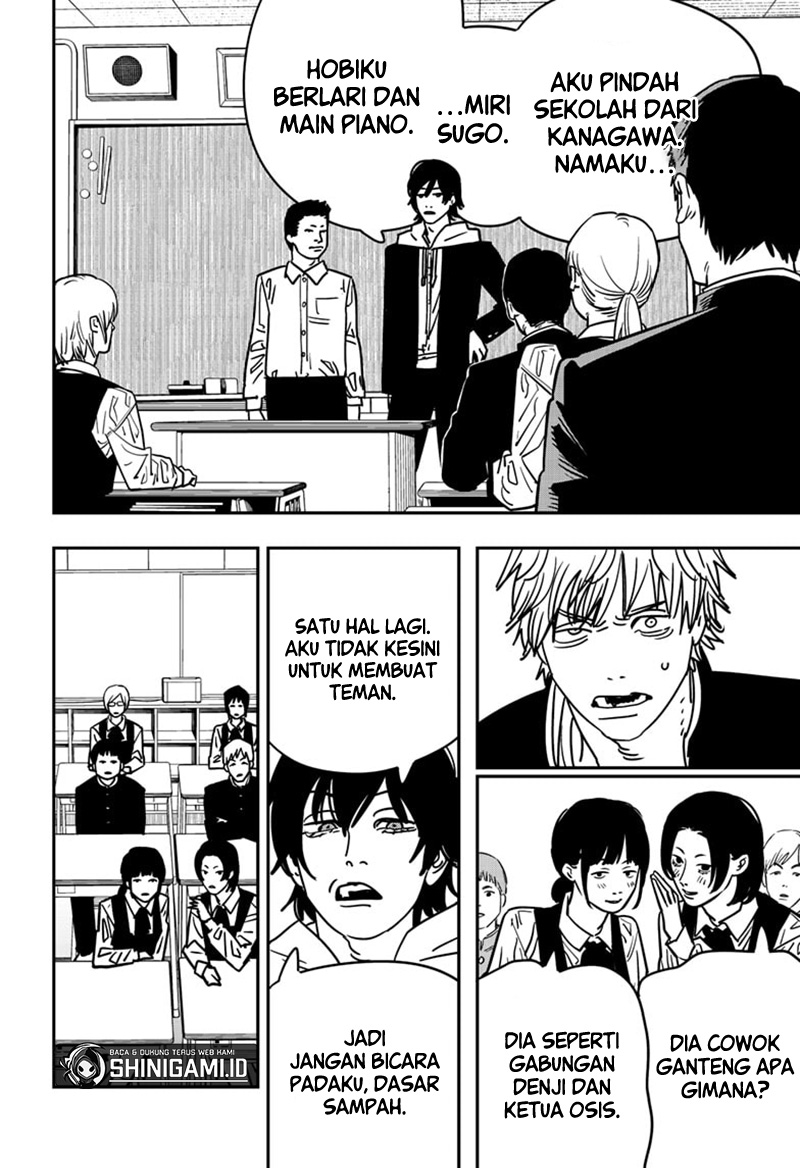 AKU PINDAH
SEKOLAH DARI
KANAGAWA.
NAMAKU...
...MIRI
SUGO.
HOBIKU
BERLARI DAN
MAIN PIANO.
DIA COWOK
GANTENG APA
GIMANA?
DIA SEPERTI
GABUNGAN
DENJI DAN
KETUA OSIS.
SATU HAL LAGI.
AKU TIDAK KESINI
UNTUK MEMBUAT
TEMAN.
JADI
JANGAN BICARA
PADAKU, DASAR
SAMPAH.
BACA & DUKUNG TERUS WEB KAMI
SHINIGAMI.ID